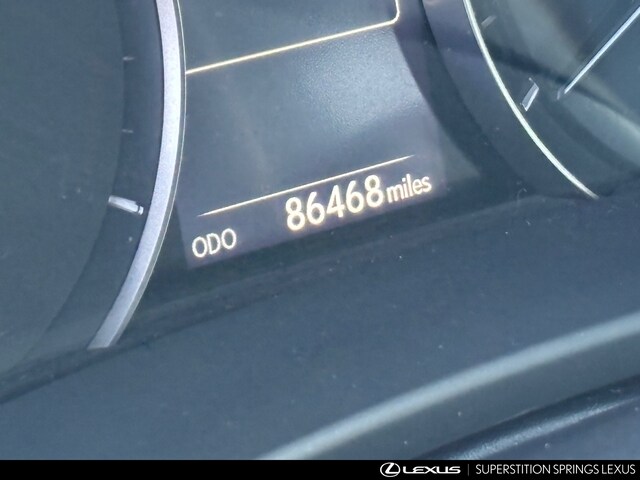 ODO 86468 miles
LEXUS | SUPERSTITION SPRINGS LEXUS